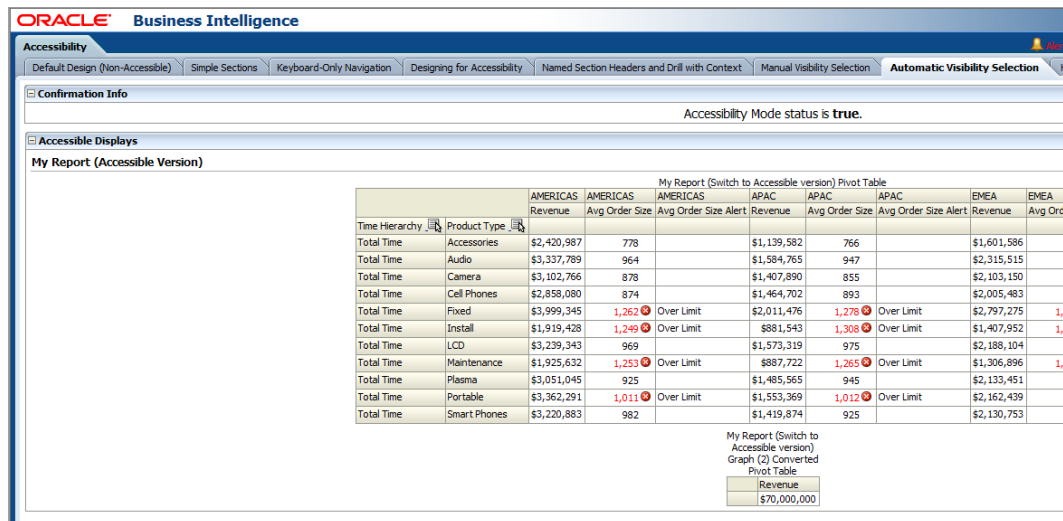 ORACLE Business Intelligence
Accessibility
Default Design (Non-Accessible) Simple Sections Keyboard-Only Navigation Designing for Accessibility Named Section Headers and Drill with Context Manual Visibility Selection Automatic Visibility Selection
Confirmation Info
Accessibility Mode status is true.
Accessible Displays
My Report (Accessible Version)
My Report (Switch to Accessible version) Pivot Table
AMERICAS AMERICAS AMERICAS APAC APAC APAC EMEA EMEA
Revenue Avg Order Size Avg Order Size Alert Revenue Avg Order Size Avg Order Size Alert Revenue Avg
Time Hierarchy Product Type
Total Time Accessories $2,420,987 778 $1,139,582 766 $1,601,586
Total Time Audio $3,337,789 964 $1,584,765 947 $2,315,515
Total Time Camera $3,102,766 878 $1,407,890 855 $2,103,150
Total Time Cell Phones $2,858,080 874 $1,464,702 893 $2,005,483
Total Time Fixed $3,999,345 1,262 Over Limit $2,011,476 1,278 Over Limit $2,797,275 1,
Total Time Install $1,919,428 1,249 Over Limit $881,543 1,308 Over Limit $1,407,952 1,
Total Time LCD $3,239,343 969 $1,573,319 975 $2,188,104
Total Time Maintenance $1,925,632 1,253 Over Limit $887,722 1,265 Over Limit $1,306,896 1,
Total Time Plasma $3,051,045 925 $1,485,565 945 $2,133,451
Total Time Portable $3,362,291 1,011 Over Limit $1,553,369 1,012 Over Limit $2,162,439
Total Time Smart Phones $3,220,883 982 $1,419,874 925 $2,130,753
My Report (Switch to
Accessible version)
Graph (2) Converted
Pivot Table
Revenue
$70,000,000